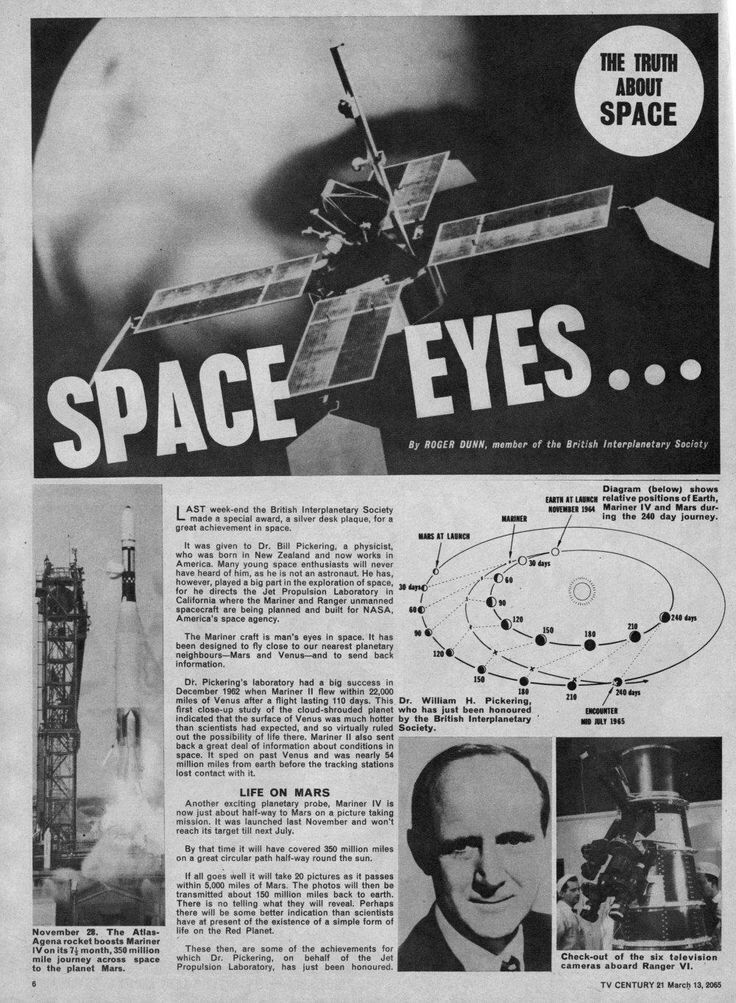 THE TRUTH
ABOUT
SPACE
SPACE EYES...
By ROGER DUNN, member of the British Interplanetary Society
LAST week-end the British Interplanetary Society
made a special award, a silver desk plaque, for a
great achievement in space.
It was given to Dr. Bill Pickering, a physicist,
who was born in New Zealand and now works in
America. Many young space enthusiasts will never
have heard of him, as he is not an astronaut. He has,
however, played a big part in the exploration of space,
for he directs the Jet Propulsion Laboratory in
California where the Mariner and Ranger unmanned
spacecraft are being planned and built for NASA,
America's space agency.
The Mariner craft is man's eyes in space. It has
been designed to fly close to our nearest planetary
neighbours—Mars and Venus—and to send back
information.
Dr. Pickering's laboratory had a big success in
December 1962 when Mariner II flew within 22,000
miles of Venus after a flight lasting 110 days. This
first close-up study of the cloud-shrouded planet
indicated that the surface of Venus was much hotter
than scientists had expected, and so virtually ruled
out the possibility of life there. Mariner II also sent
back a great deal of information about conditions in
space. It sped on past Venus and was nearly 54
million miles from earth before the tracking stations
lost contact with it.
LIFE ON MARS
Another exciting planetary probe, Mariner IV is
now just about half-way to Mars on a picture taking
mission. It was launched last November and won't
reach its target till next July.
By that time it will have covered 350 million miles
on a great circular path half-way round the sun.
If all goes well it will take 20 pictures as it passes
within 5,000 miles of Mars. The photos will then be
transmitted about 150 million miles back to earth.
There is no telling what they will reveal. Perhaps
there will be some better indication than scientists
have at present of the existence of a simple form of
life on the Red Planet.
These then, are some of the achievements for
which Dr. Pickering, on behalf of the Jet
Propulsion Laboratory, has just been honoured.
November 28. The Atlas-
Agena rocket boosts Mariner
IV on its 7½ month, 350 million
mile journey across space
to the planet Mars.
Diagram (below) shows
relative positions of Earth,
Mariner IV and Mars dur-
ing the 240 day journey.
EARTH AT LAUNCH
NOVEMBER 1964
MARINER
MARS AT LAUNCH
30 days
60
90
120
150
180
210
240 days
30 days
60
90
120
150
180
210
240 days
ENCOUNTER
MID JULY 1965
Dr. William H. Pickering,
who has just been honoured
by the British Interplanetary
Society.
Check-out of the six television
cameras aboard Ranger VI.
6
TV CENTURY 21 March 13, 2065